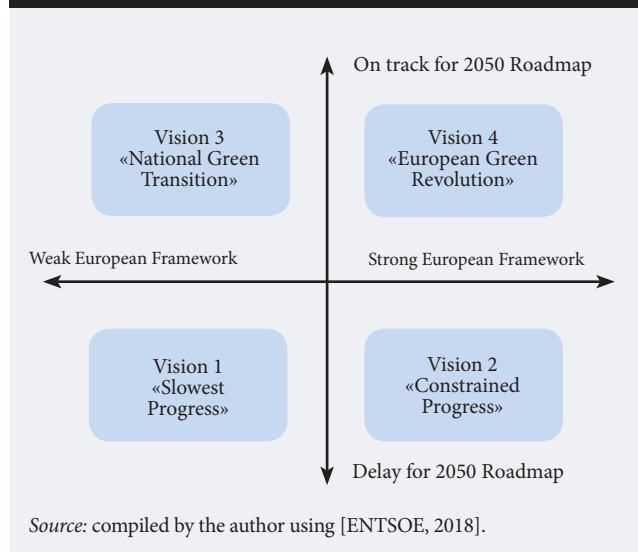 On track for 2050 Roadmap
Vision 3
«National Green
Transition»
Vision 4
«European Green
Revolution»
Weak European Framework
Strong European Framework
Vision 1
«Slowest
Progress»
Vision 2
«Constrained
Progress»
Delay for 2050 Roadmap
Source: compiled by the author using [ENTSOE, 2018].